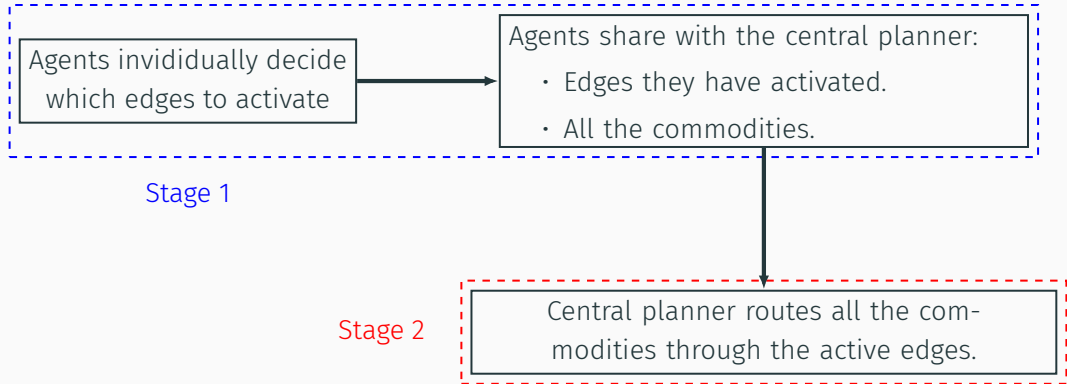 Agents invididually decide
which edges to activate
Agents share with the central planner:
· Edges they have activated.
· All the commodities.
Stage 1
Stage 2
Central planner routes all the com-
modities through the active edges.